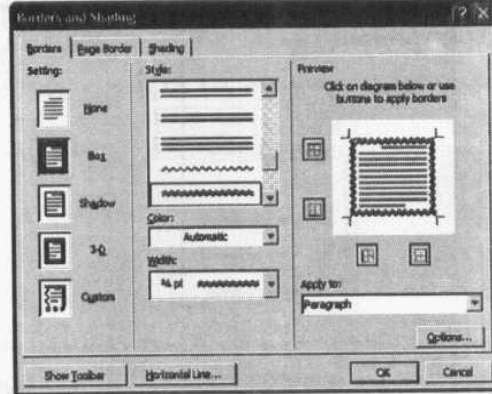 Borders and Shading
Borders
Page Border
Shading
Setting:
None
Box
Shadow
3-D
Custom
Style:
Color:
Automatic
Width:
¾ pt
Preview
Click on diagram below or use
buttons to apply borders
Apply to:
Paragraph
Options...
Show Toolbar
Horizontal Line...
OK
Cancel